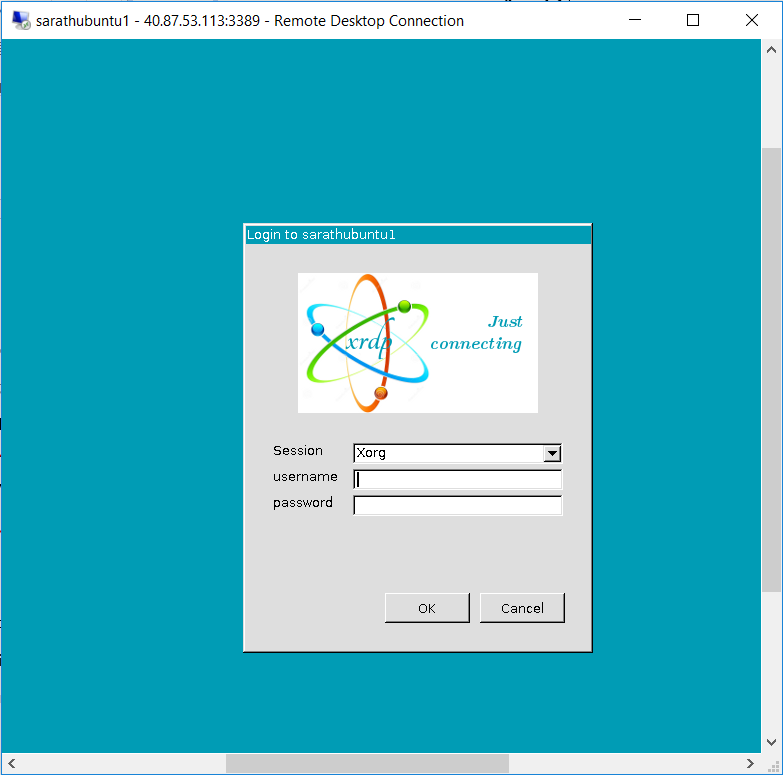 sarathubuntu1 - 40.87.53.113:3389 - Remote Desktop Connection
Login to sarathubuntu1
Just
connecting
xrdp
Session
Xorg
username
password
OK
Cancel